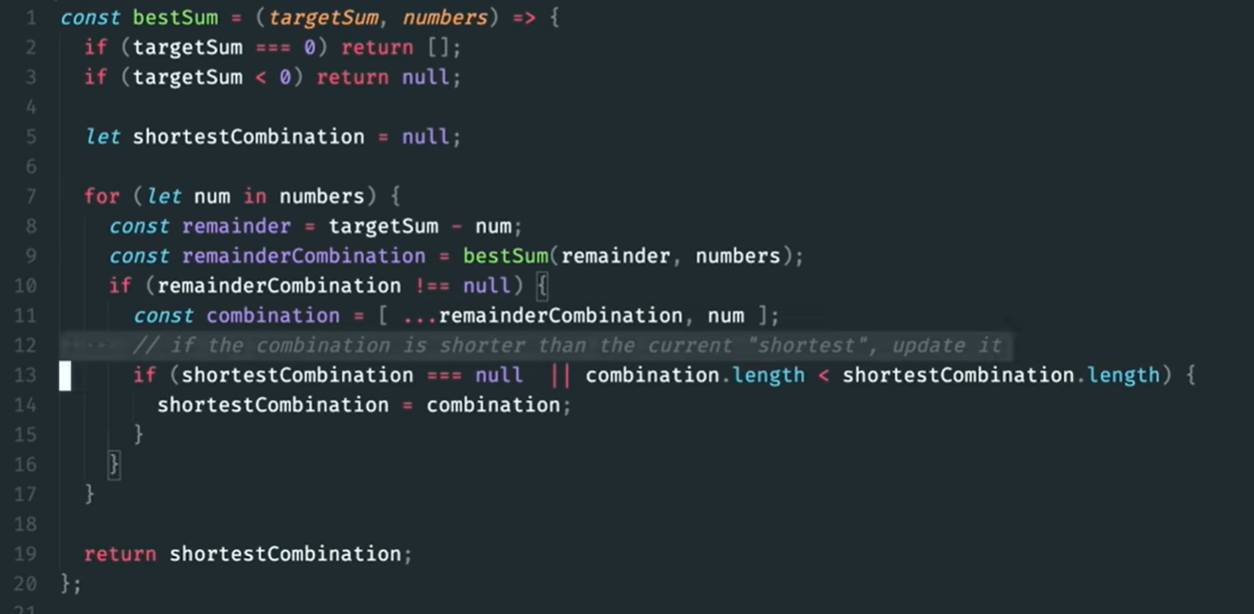 1 const bestSum = (targetSum, numbers) => {
2 if (targetSum === 0) return [];
3 if (targetSum < 0) return null;
4
5 let shortestCombination = null;
6
7 for (let num in numbers) {
8 const remainder = targetSum - num;
9 const remainderCombination = bestSum(remainder, numbers);
10 if (remainderCombination !== null) {
11 const combination = [ ...remainderCombination, num ];
12 // if the combination is shorter than the current "shortest", update it
13 if (shortestCombination === null || combination.length < shortestCombination.length) {
14 shortestCombination = combination;
15 }
16 }
17 }
18
19 return shortestCombination;
20 };
21